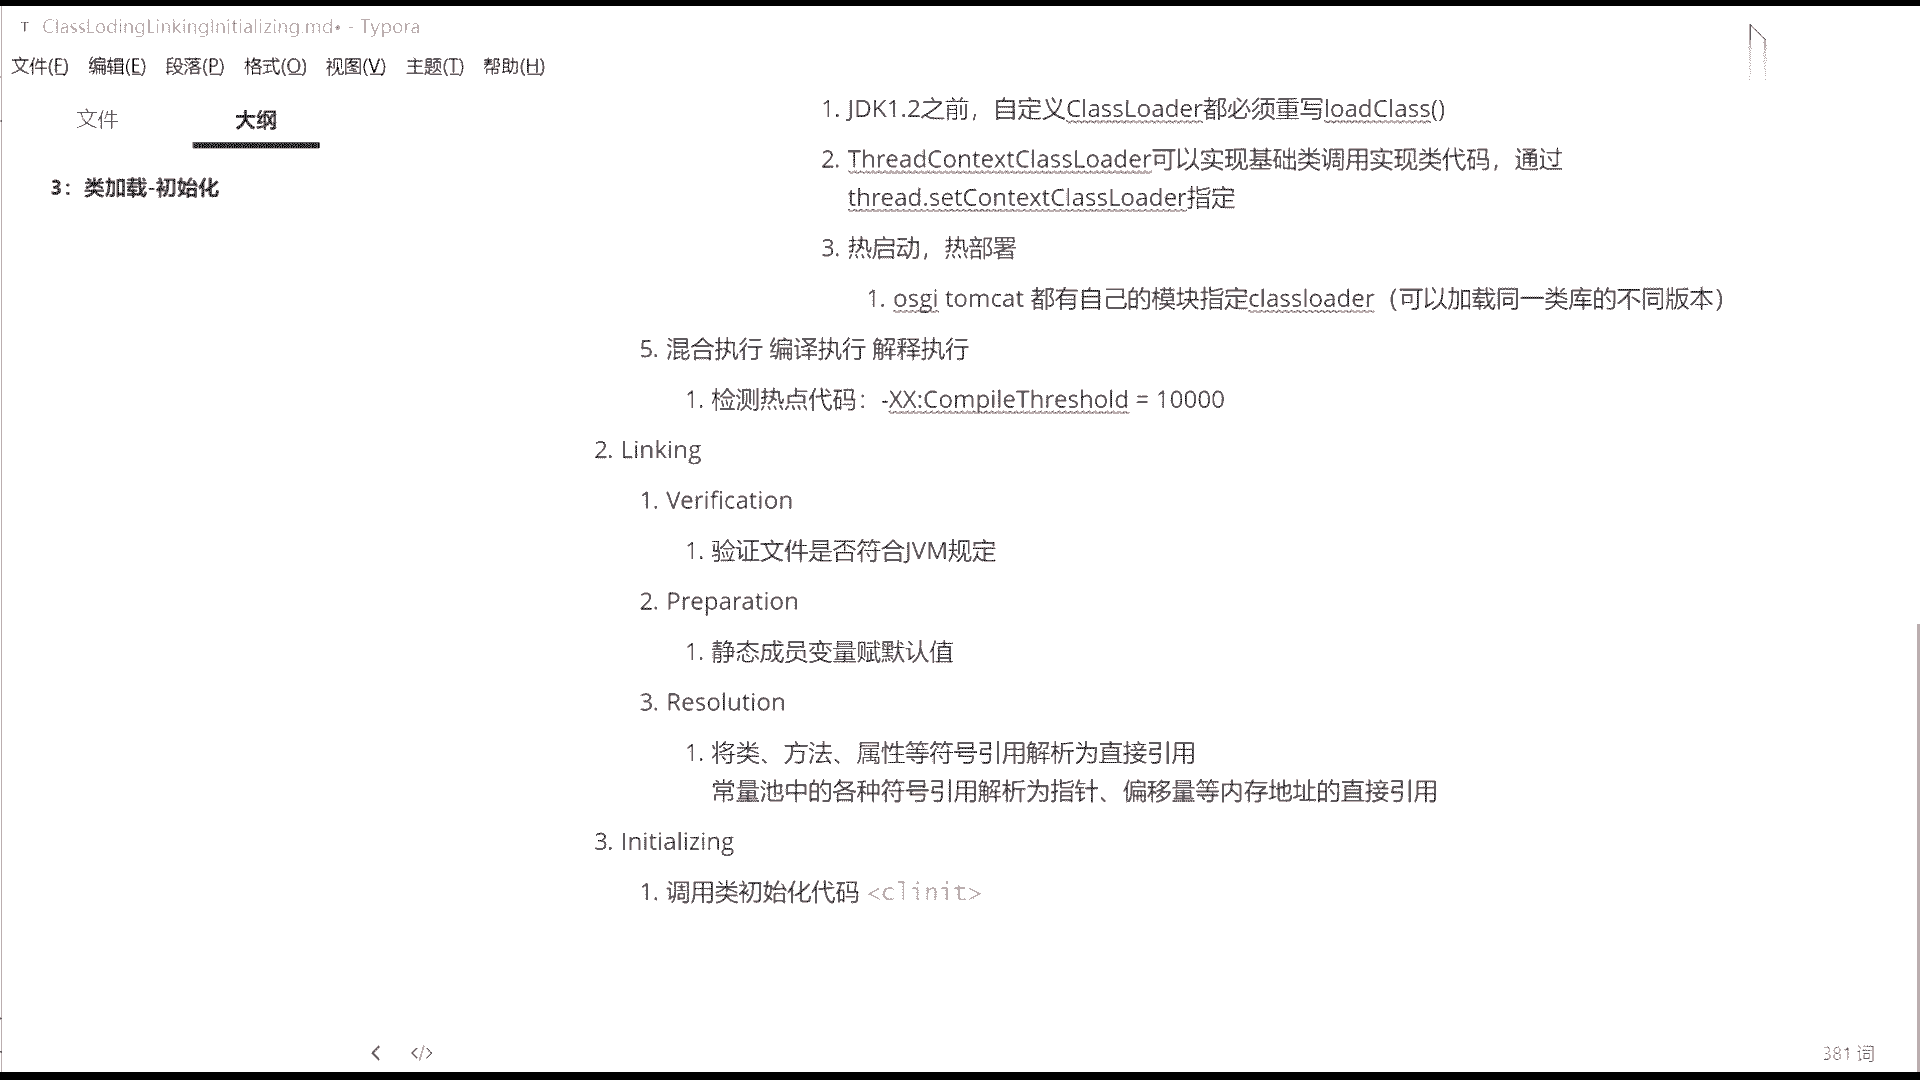 T ClassLodingLinkingInitializing.md• - Typora
文件(F) 编辑(E) 段落(P) 格式(O) 视图(V) 主题(T) 帮助(H)
文件 大纲
3：类加载-初始化
1. JDK1.2之前，自定义ClassLoader都必须重写loadClass()
2. ThreadContextClassLoader可以实现基础类调用实现类代码，通过
thread.setContextClassLoader指定
3. 热启动，热部署
1. osgi tomcat 都有自己的模块指定classloader（可以加载同一类库的不同版本）
5. 混合执行 编译执行 解释执行
1. 检测热点代码：-XX:CompileThreshold = 10000
2. Linking
1. Verification
1. 验证文件是否符合JVM规定
2. Preparation
1. 静态成员变量赋默认值
3. Resolution
1. 将类、方法、属性等符号引用解析为直接引用
常量池中的各种符号引用解析为指针、偏移量等内存地址的直接引用
3. Initializing
1. 调用类初始化代码 <clinit>
< </>
381 词